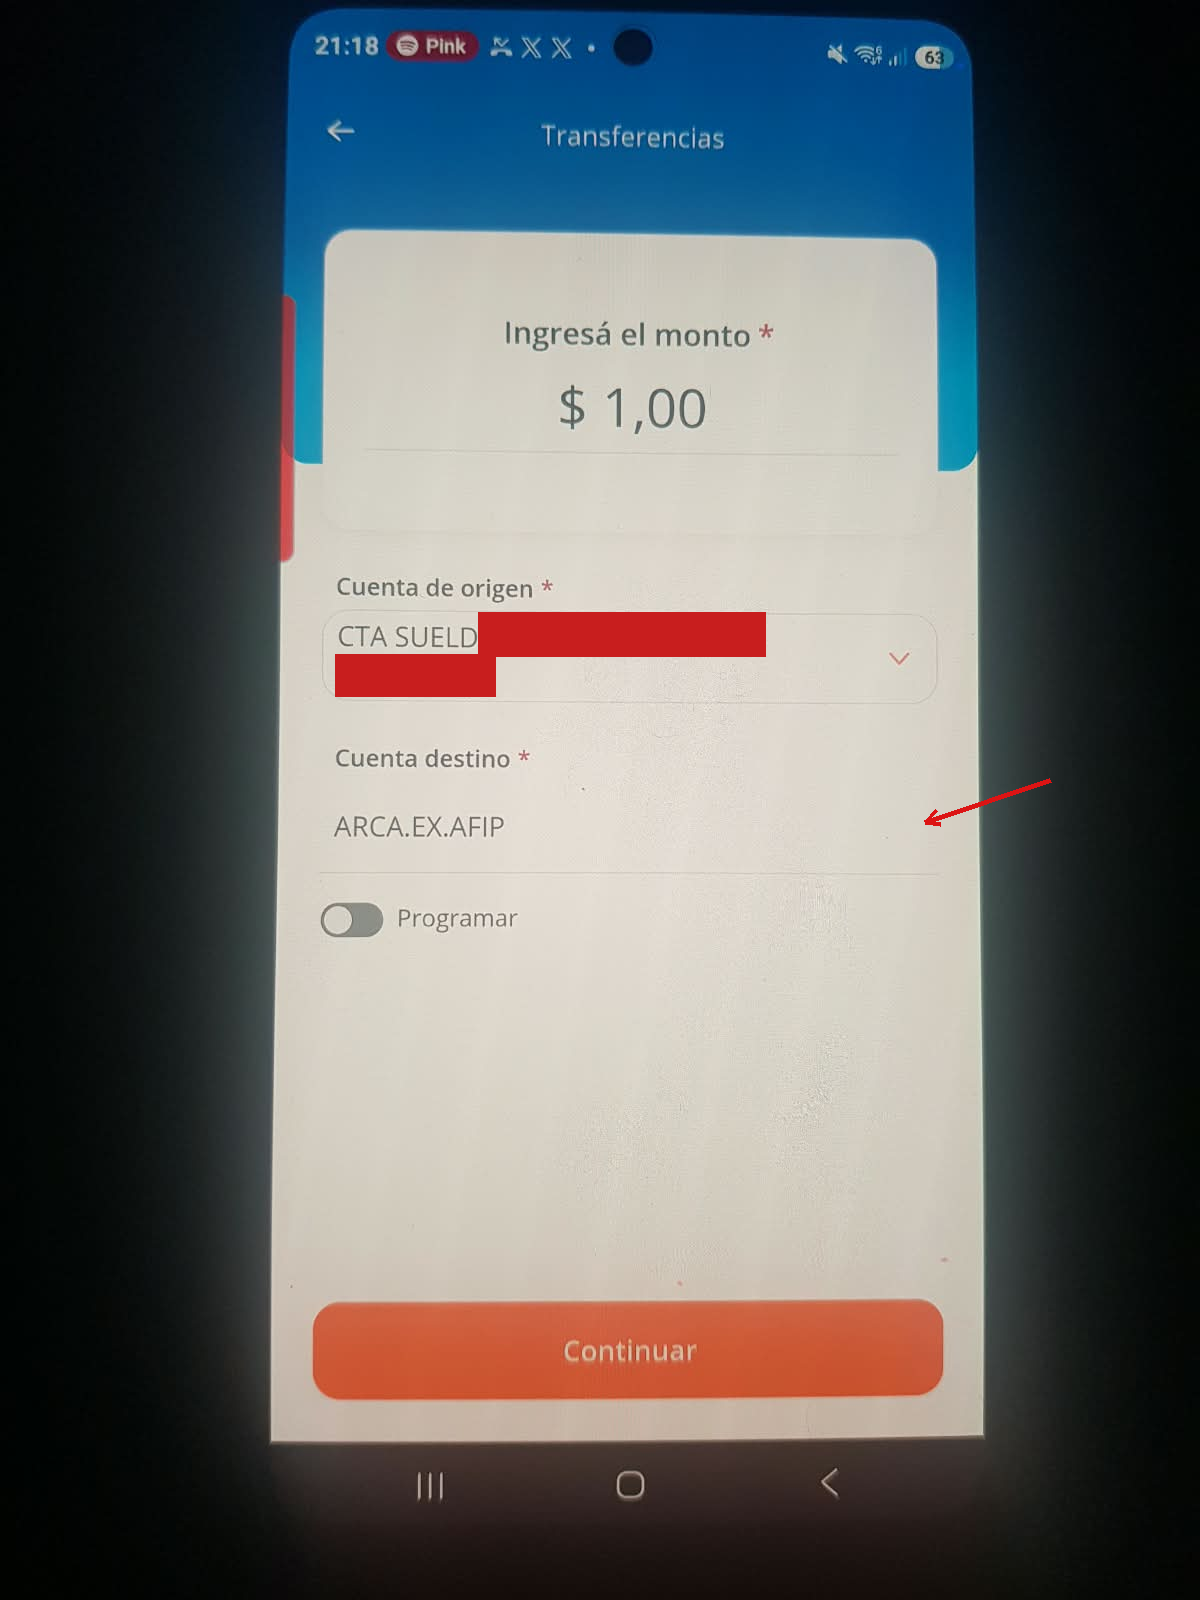 21:18 Pink 63
Transferencias
Ingresá el monto *
$ 1,00
Cuenta de origen *
CTA SUELD
Cuenta destino *
ARCA.EX.AFIP
Programar
Continuar